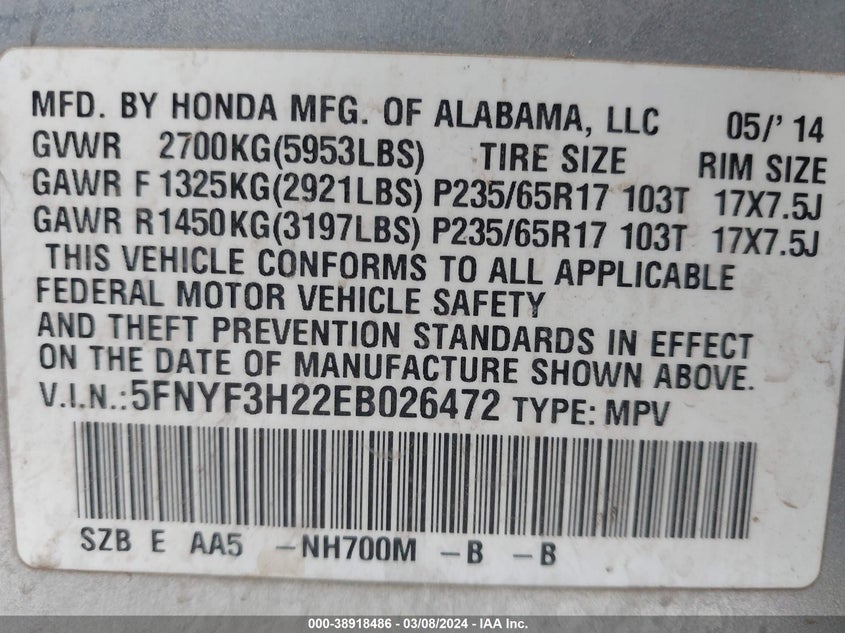 MFD. BY HONDA MFG. OF ALABAMA, LLC 05/' 14
GVWR 2700KG(5953LBS) TIRE SIZE RIM SIZE
GAWR F 1325KG(2921LBS) P235/65R17 103T 17X7.5J
GAWR R1450KG(3197LBS) P235/65R17 103T 17X7.5J
THIS VEHICLE CONFORMS TO ALL APPLICABLE
FEDERAL MOTOR VEHICLE SAFETY
AND THEFT PREVENTION STANDARDS IN EFFECT
ON THE DATE OF MANUFACTURE SHOWN ABOVE.
V.I.N.:5FNYF3H22EB026472 TYPE: MPV
SZB E AA5 -NH700M -B -B
000-38918486 - 03/08/2024 - IAA Inc.